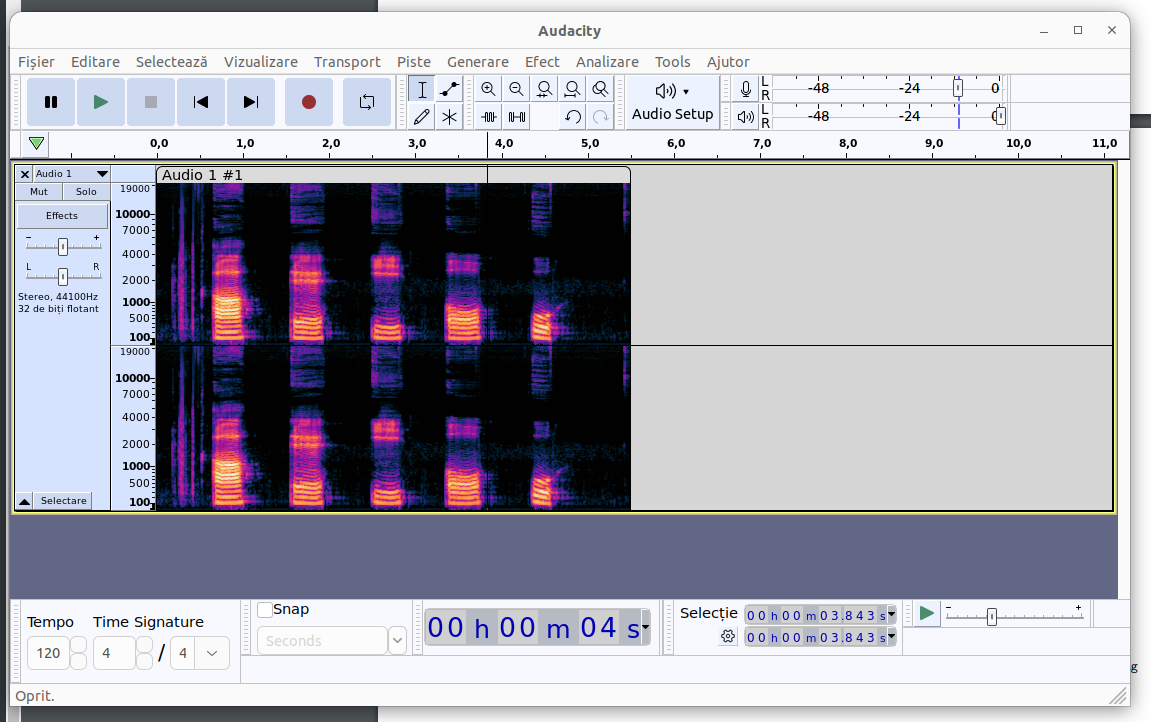 Audacity
Fișier Editare Selectează Vizualizare Transport Piste Generare Efect Analizare Tools Ajutor
Audio Setup
L R -48 -24 0
L R -48 -24 0
0,0 1,0 2,0 3,0 4,0 5,0 6,0 7,0 8,0 9,0 10,0 11,0
Audio 1
Audio 1 #1
Mut Solo
Effects
- +
L R
Stereo, 44100Hz
32 de biți flotant
19000
10000
7000
4000
2000
1000
500
100
19000
10000
7000
4000
2000
1000
500
100
Selectare
Tempo Time Signature
120 4 / 4
Snap
Seconds
00 h 00 m 04 s
Selecție
00 h 00 m 03.843 s
00 h 00 m 03.843 s
- +
g
Oprit.